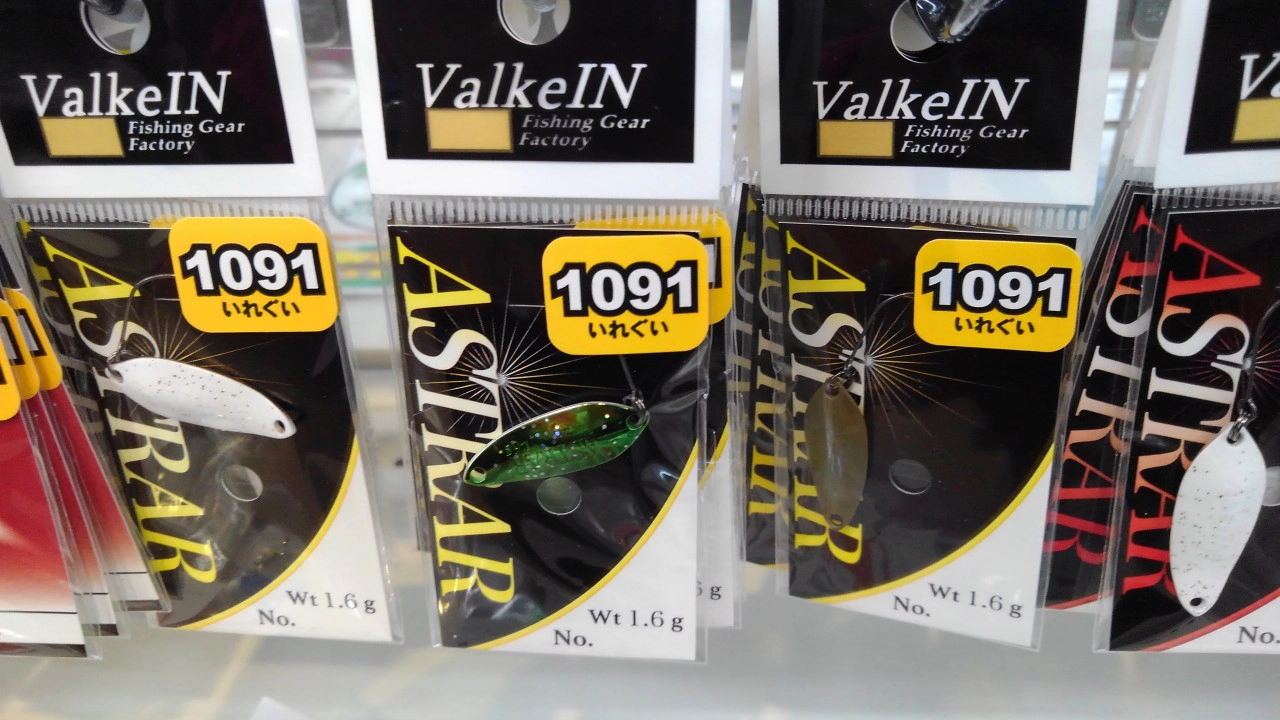 ValkeIN
Fishing Gear
Factory
1091
いれぐい
ASTRAR
Wt 1.6 g
No.
ValkeIN
Fishing Gear
Factory
1091
いれぐい
ASTRAR
Wt 1.6 g
No.
g
ValkeIN
Fishing Gear
Factory
1091
いれぐい
ASTRAR
Wt 1.6 g
No.
V
ASTRAR
ASTRAR
No.